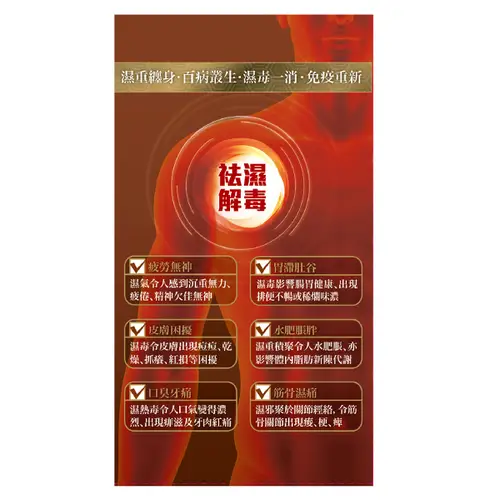 濕重纏身·百病叢生·濕毒一消·免疫重新
祛濕
解毒
疲勞無神
濕氣令人感到沉重無力、
疲倦、精神欠佳無神
胃滯肚谷
濕毒影響腸胃健康、出現
排便不暢或稀爛味濃
皮膚困擾
濕毒令皮膚出現痘痘、乾
燥、抓痕、紅損等困擾
水肥腫胖
濕重積聚令人水肥腫、亦
影響體內脂肪新陳代謝
口臭牙痛
濕熱毒令人口氣變得濃
烈、出現痱滋及牙肉紅痛
筋骨濕痛
濕邪聚於關節經絡，令筋
骨關節出現痠、梗、痺